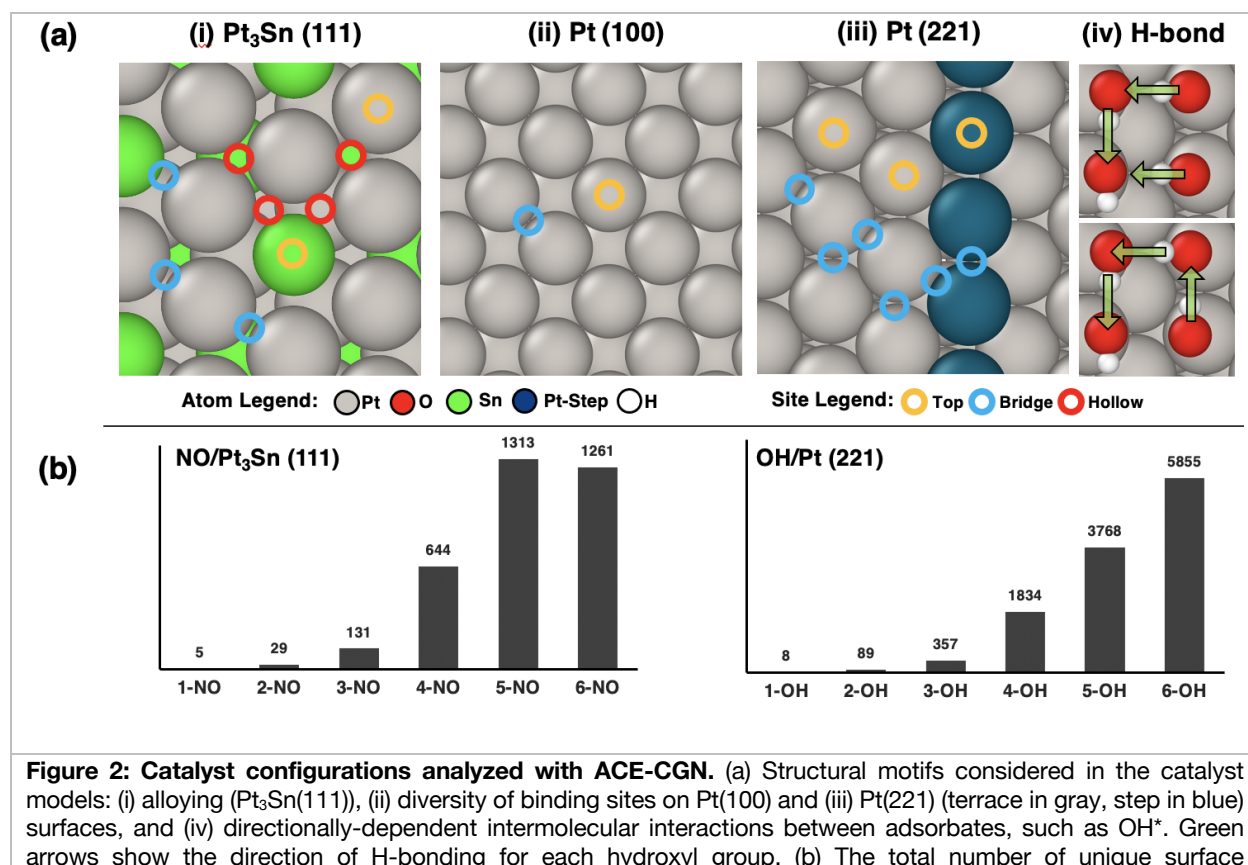 (a)
(i) Pt₃Sn (111)
(ii) Pt (100)
(iii) Pt (221)
(iv) H-bond
Atom Legend: Pt O Sn Pt-Step H
Site Legend: Top Bridge Hollow
(b)
NO/Pt₃Sn (111)
5
29
131
644
1313
1261
1-NO 2-NO 3-NO 4-NO 5-NO 6-NO
OH/Pt (221)
8
89
357
1834
3768
5855
1-OH 2-OH 3-OH 4-OH 5-OH 6-OH
Figure 2: Catalyst configurations analyzed with ACE-CGN. (a) Structural motifs considered in the catalyst
models: (i) alloying (Pt₃Sn(111)), (ii) diversity of binding sites on Pt(100) and (iii) Pt(221) (terrace in gray, step in blue)
surfaces, and (iv) directionally-dependent intermolecular interactions between adsorbates, such as OH*. Green
arrows show the direction of H-bonding for each hydroxyl group. (b) The total number of unique surface